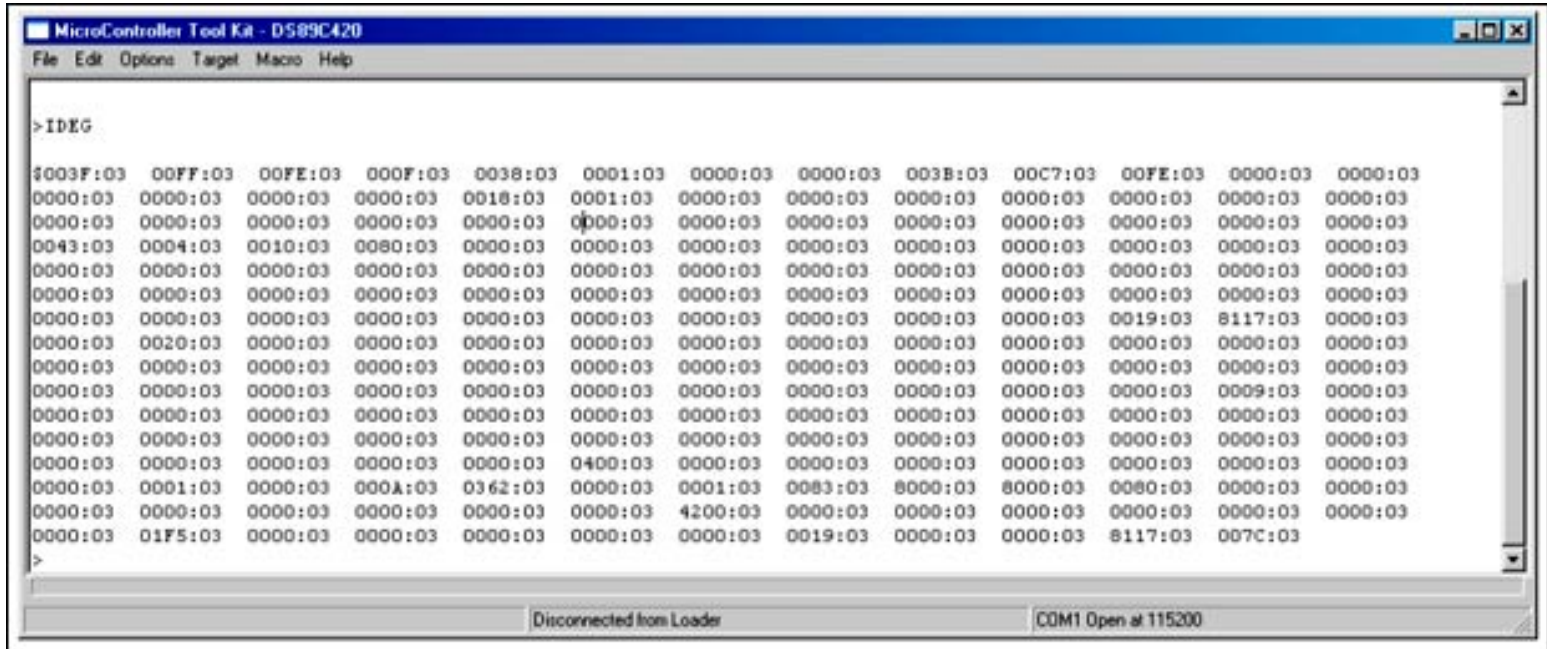 MicroController Tool Kit - DS89C420
File Edit Options Target Macro Help
>IDEG
$003F:03 00FF:03 00FE:03 000F:03 0038:03 0001:03 0000:03 0000:03 003B:03 00C7:03 00FE:03 0000:03 0000:03
0000:03 0000:03 0000:03 0000:03 0018:03 0001:03 0000:03 0000:03 0000:03 0000:03 0000:03 0000:03 0000:03
0000:03 0000:03 0000:03 0000:03 0000:03 0000:03 0000:03 0000:03 0000:03 0000:03 0000:03 0000:03 0000:03
0043:03 0004:03 0010:03 0080:03 0000:03 0000:03 0000:03 0000:03 0000:03 0000:03 0000:03 0000:03 0000:03
0000:03 0000:03 0000:03 0000:03 0000:03 0000:03 0000:03 0000:03 0000:03 0000:03 0000:03 0000:03 0000:03
0000:03 0000:03 0000:03 0000:03 0000:03 0000:03 0000:03 0000:03 0000:03 0000:03 0000:03 0000:03 0000:03
0000:03 0000:03 0000:03 0000:03 0000:03 0000:03 0000:03 0000:03 0000:03 0000:03 0019:03 8117:03 0000:03
0000:03 0020:03 0000:03 0000:03 0000:03 0000:03 0000:03 0000:03 0000:03 0000:03 0000:03 0000:03 0000:03
0000:03 0000:03 0000:03 0000:03 0000:03 0000:03 0000:03 0000:03 0000:03 0000:03 0000:03 0000:03 0000:03
0000:03 0000:03 0000:03 0000:03 0000:03 0000:03 0000:03 0000:03 0000:03 0000:03 0000:03 0009:03 0000:03
0000:03 0000:03 0000:03 0000:03 0000:03 0000:03 0000:03 0000:03 0000:03 0000:03 0000:03 0000:03 0000:03
0000:03 0000:03 0000:03 0000:03 0000:03 0000:03 0000:03 0000:03 0000:03 0000:03 0000:03 0000:03 0000:03
0000:03 0000:03 0000:03 0000:03 0000:03 0400:03 0000:03 0000:03 0000:03 0000:03 0000:03 0000:03 0000:03
0000:03 0001:03 0000:03 000A:03 0362:03 0000:03 0001:03 0083:03 8000:03 8000:03 0080:03 0000:03 0000:03
0000:03 0000:03 0000:03 0000:03 0000:03 0000:03 4200:03 0000:03 0000:03 0000:03 0000:03 0000:03 0000:03
0000:03 01F5:03 0000:03 0000:03 0000:03 0000:03 0000:03 0019:03 0000:03 0000:03 8117:03 007C:03
>
Disconnected from Loader
COM1 Open at 115200